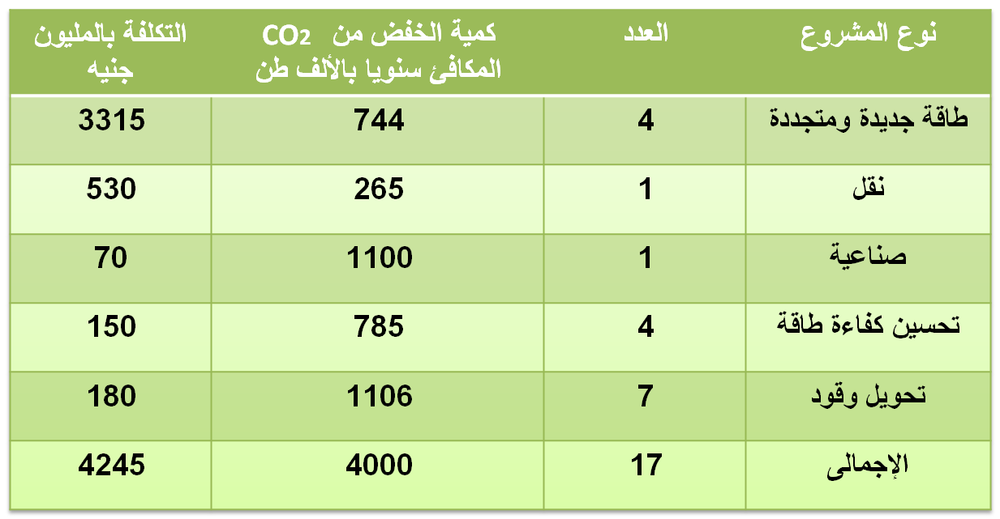 نوع المشروع العدد كمية الخفض من CO2 التكلفة بالمليون
المكافئ سنويا بالألف طن جنيه
طاقة جديدة ومتجددة 4 744 3315
نقل 1 265 530
صناعية 1 1100 70
تحسين كفاءة طاقة 4 785 150
تحويل وقود 7 1106 180
الإجمالى 17 4000 4245